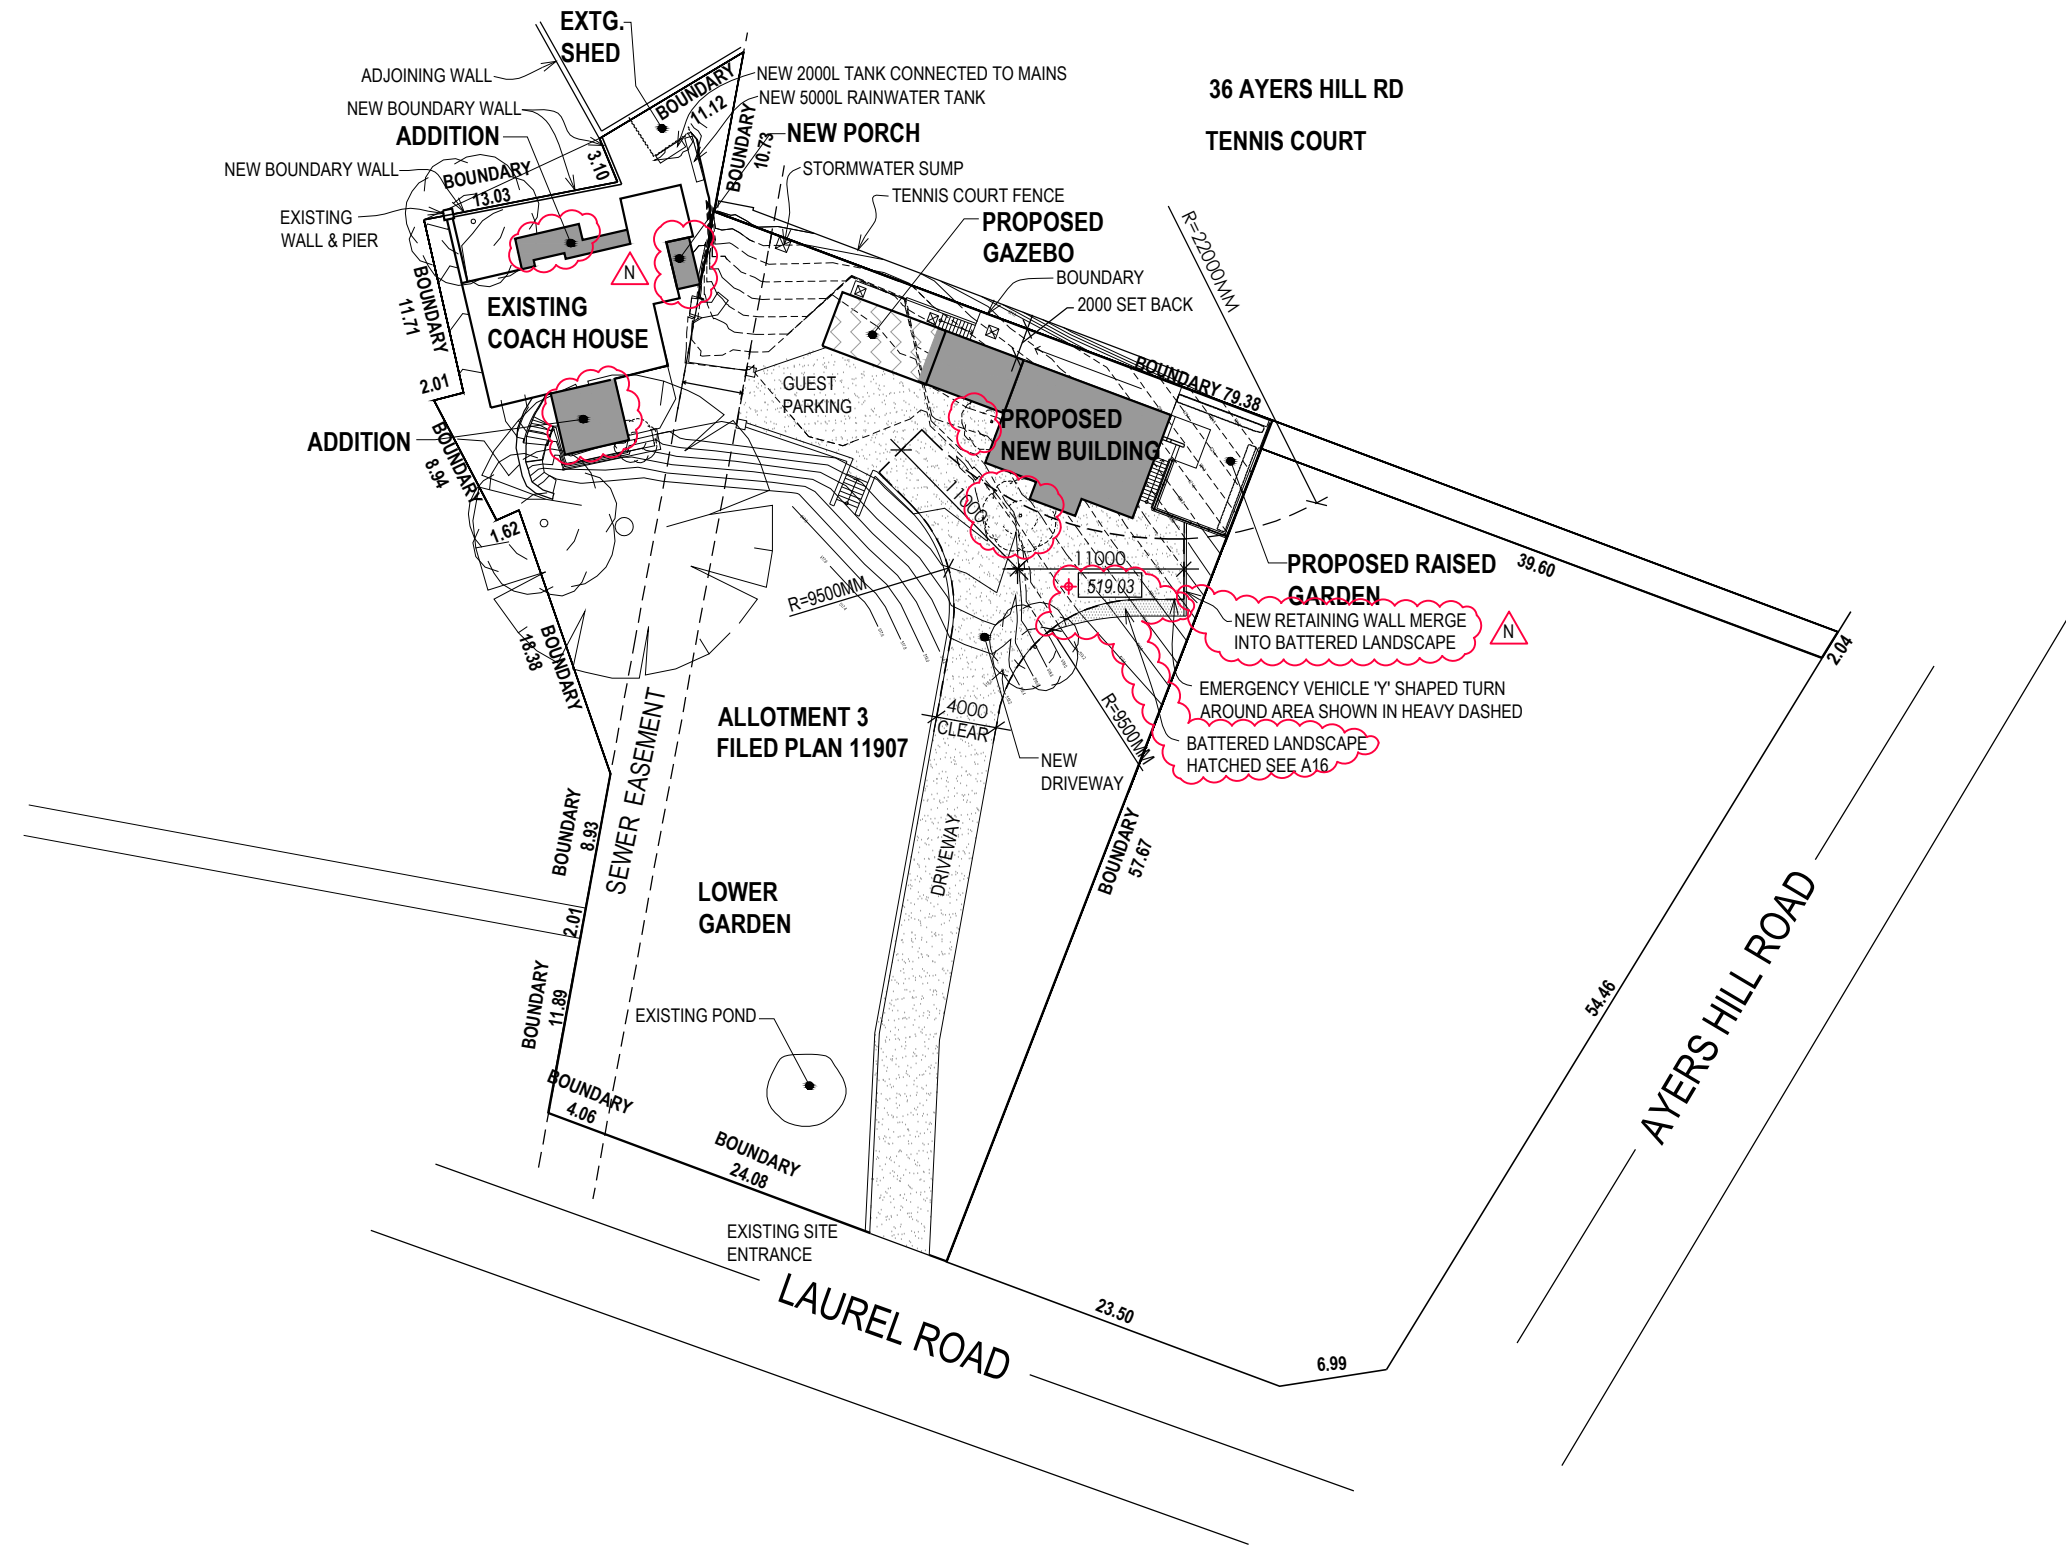 EXTG.
SHED
ADJOINING WALL
NEW BOUNDARY WALL
ADDITION
NEW BOUNDARY WALL
EXISTING
WALL & PIER
BOUNDARY
13.03
3.10
BOUNDARY
11.12
BOUNDARY
10.73
NEW 2000L TANK CONNECTED TO MAINS
NEW 5000L RAINWATER TANK
NEW PORCH
STORMWATER SUMP
TENNIS COURT FENCE
PROPOSED
GAZEBO
BOUNDARY
2000 SET BACK
36 AYERS HILL RD
TENNIS COURT
R=22000MM
N
BOUNDARY
11.71
EXISTING
COACH HOUSE
2.01
ADDITION
BOUNDARY
8.94
1.62
GUEST
PARKING
BOUNDARY 79.38
PROPOSED
NEW BUILDING
11000
11000
519.03
R=9500MM
PROPOSED RAISED
GARDEN
NEW RETAINING WALL MERGE
INTO BATTERED LANDSCAPE
N
EMERGENCY VEHICLE 'Y' SHAPED TURN
AROUND AREA SHOWN IN HEAVY DASHED
BATTERED LANDSCAPE
HATCHED SEE A16
R=9500MM
39.60
2.04
BOUNDARY
18.38
ALLOTMENT 3
FILED PLAN 11907
4000
CLEAR
NEW
DRIVEWAY
SEWER EASEMENT
BOUNDARY
8.93
2.01
BOUNDARY
11.89
LOWER
GARDEN
DRIVEWAY
BOUNDARY
57.67
EXISTING POND
BOUNDARY
4.06
BOUNDARY
24.08
EXISTING SITE
ENTRANCE
LAUREL ROAD
23.50
6.99
54.46
AYERS HILL ROAD